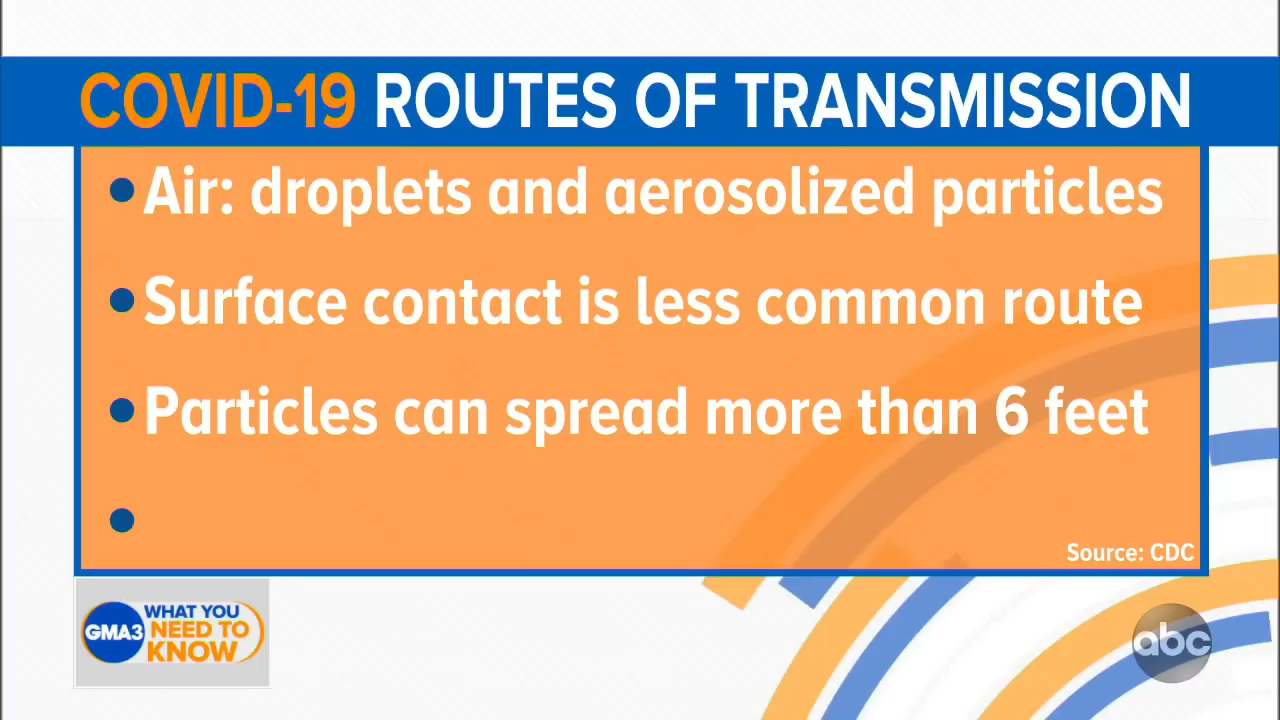 COVID-19 ROUTES OF TRANSMISSION
• Air: droplets and aerosolized particles
• Surface contact is less common route
• Particles can spread more than 6 feet
•
Source: CDC
GMA3
WHAT YOU
NEED TO
KNOW
abc